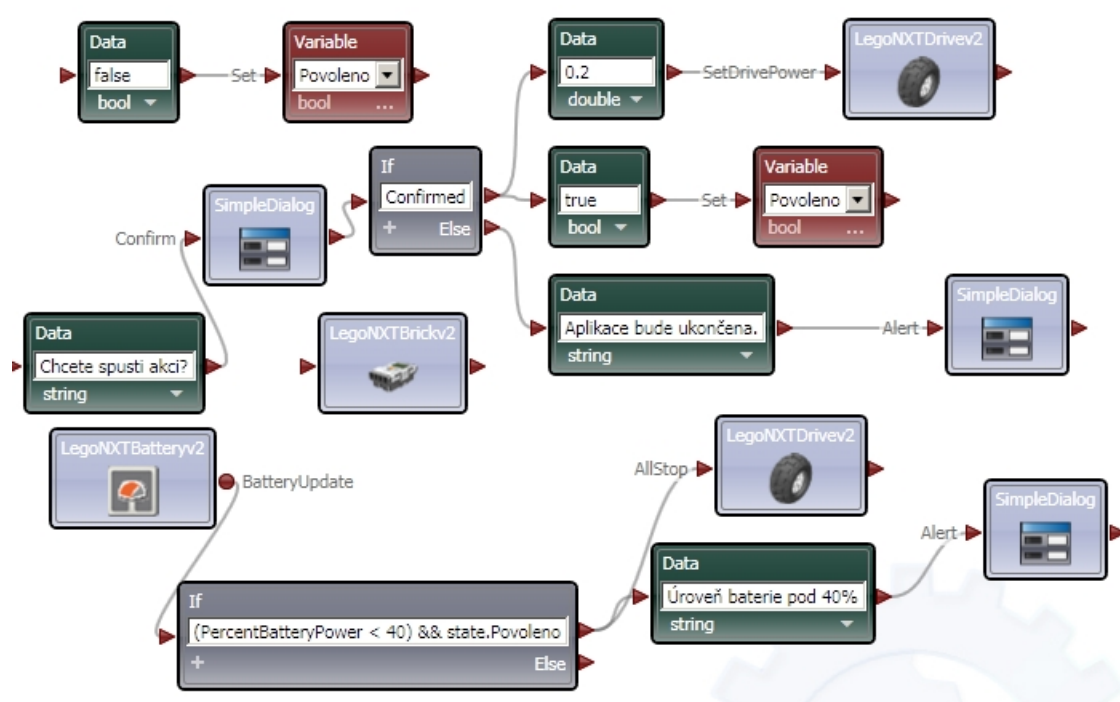 Data
false
bool
Set
Variable
Povoleno
bool
...
Data
0.2
double
SetDrivePower
LegoNXTDrivev2
If
Confirmed
+ Else
Data
true
bool
Set
Variable
Povoleno
bool
...
SimpleDialog
Confirm
Data
Chcete spusti akci?
string
LegoNXTBrickv2
Data
Aplikace bude ukončena.
string
Alert
SimpleDialog
LegoNXTBatteryv2
BatteryUpdate
LegoNXTDrivev2
AllStop
If
(PercentBatteryPower < 40) && state.Povoleno
+ Else
Data
Úroveň baterie pod 40%
string
Alert
SimpleDialog